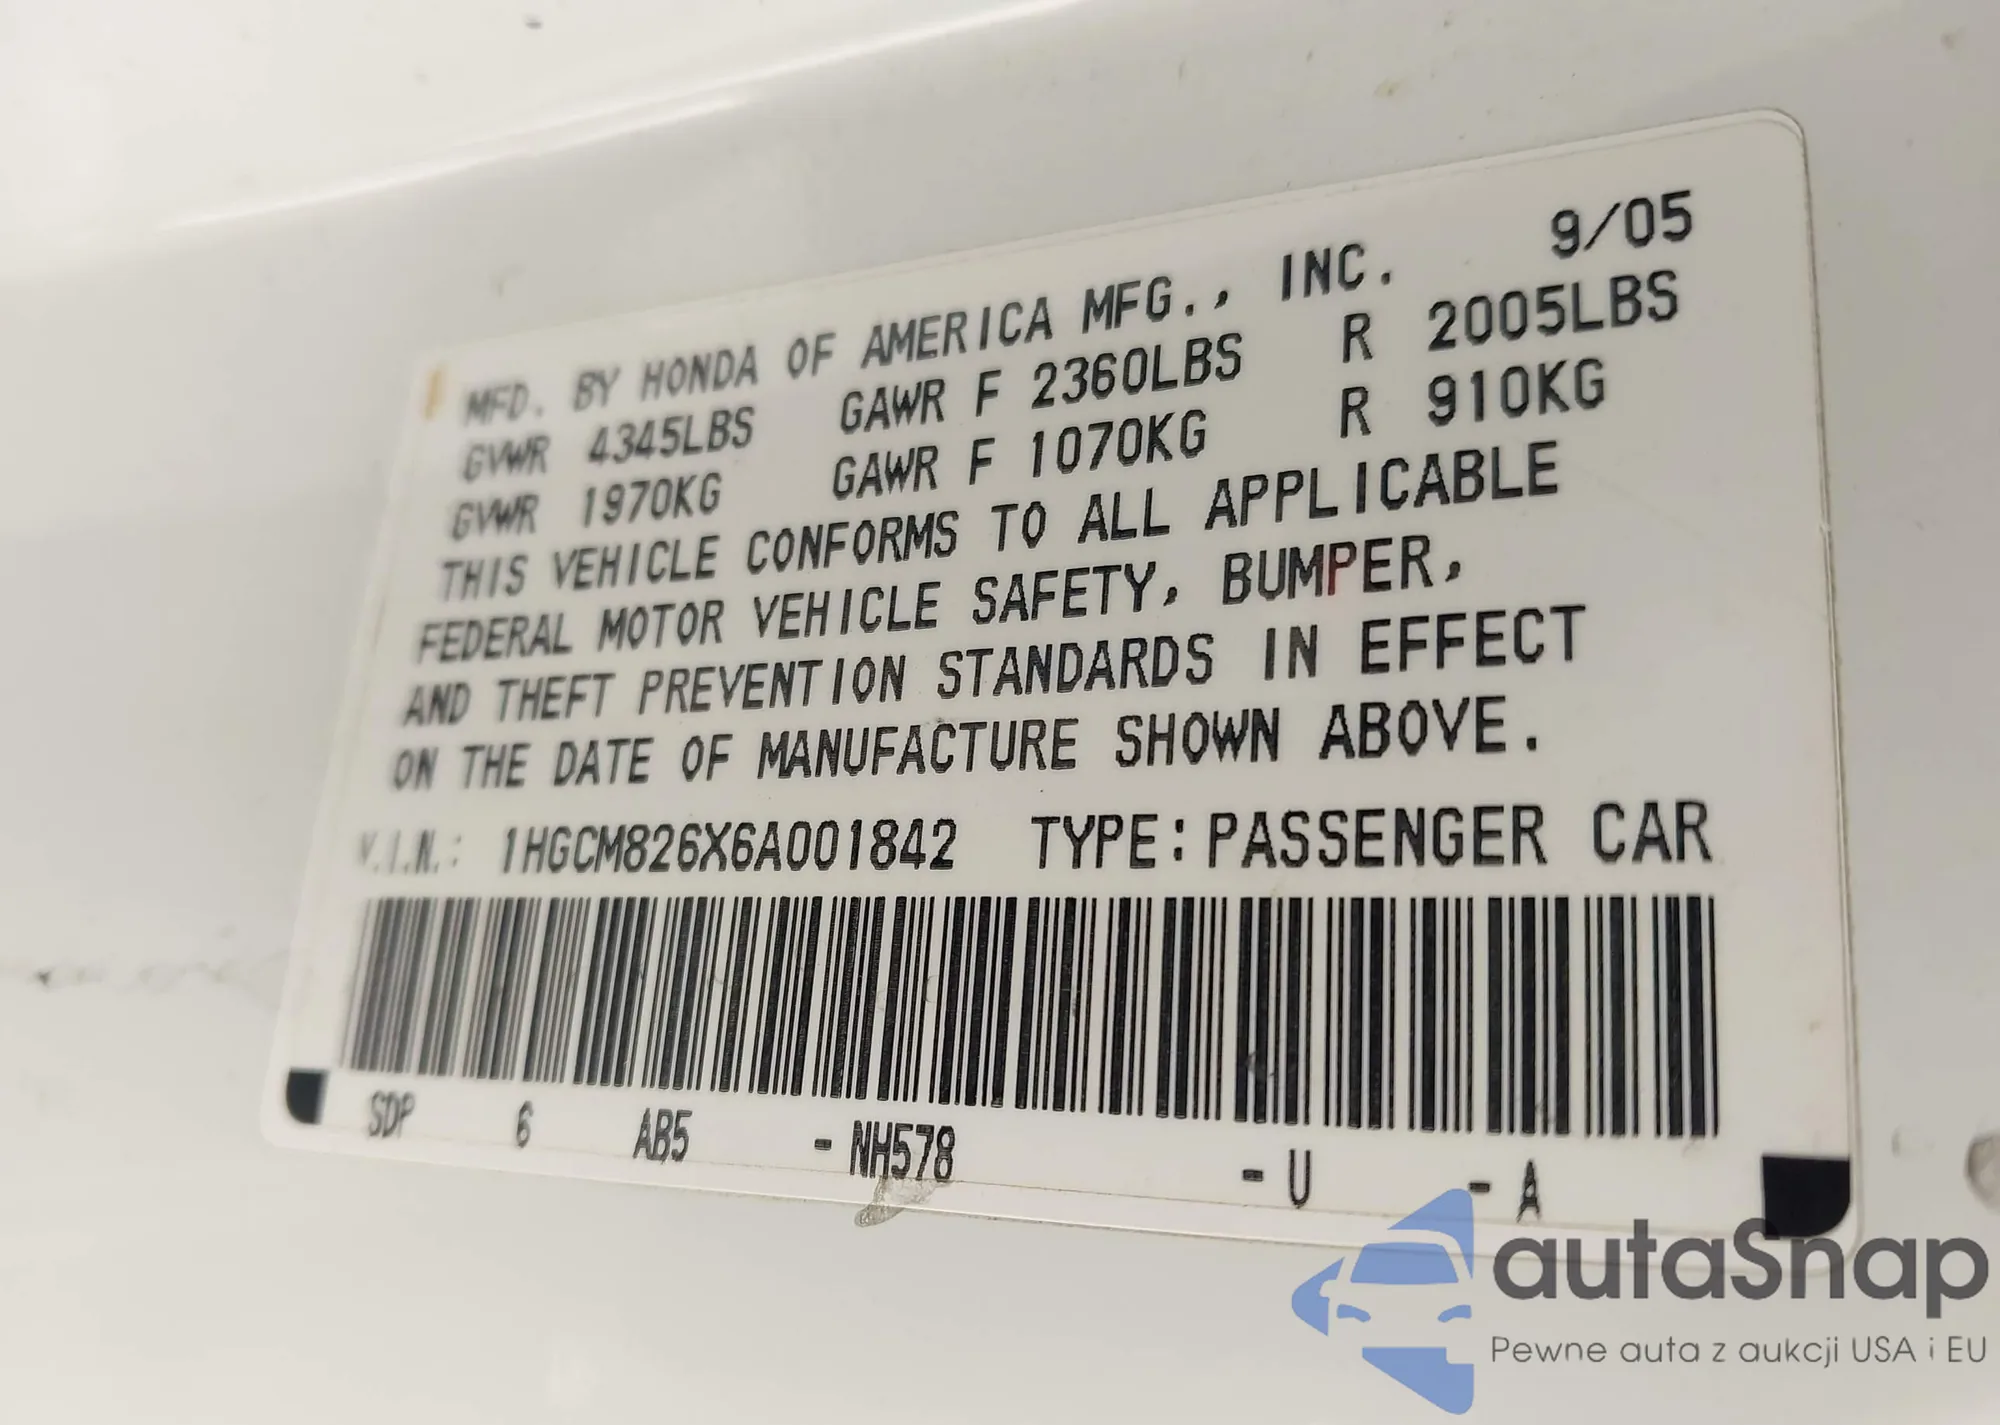 9/05
MFD. BY HONDA OF AMERICA MFG., INC.
GVWR 4345LBS GAWR F 2360LBS R 2005LBS
GVWR 1970KG GAWR F 1070KG R 910KG
THIS VEHICLE CONFORMS TO ALL APPLICABLE
FEDERAL MOTOR VEHICLE SAFETY, BUMPER,
AND THEFT PREVENTION STANDARDS IN EFFECT
ON THE DATE OF MANUFACTURE SHOWN ABOVE.
V.I.N.: 1HGCM826X6A001842 TYPE: PASSENGER CAR
SDP 6 AB5 - NH578 - U - A
autaSnap
Pewne auta z aukcji USA i EU